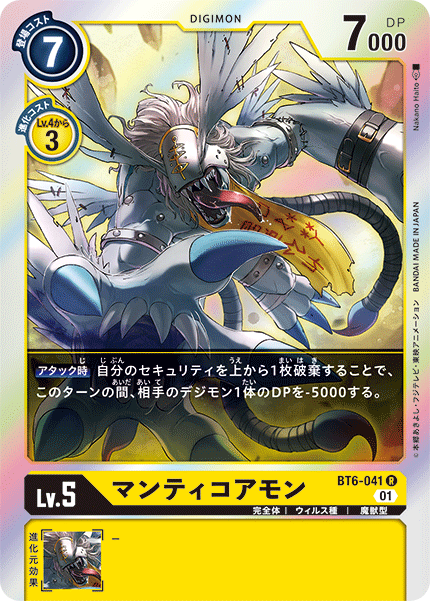 登場コスト
7
DIGIMON
7000
DP
進化コスト
Lv.4から
3
Nakano Haito
©本郷あきよし・フジテレビ・東映アニメーション BANDAI MADE IN JAPAN
アタック時 自分のセキュリティを上から1枚破棄することで、
このターンの間、相手のデジモン1体のDPを-5000する。
Lv.5
マンティコアモン
BT6-041 R
01
完全体 | ウィルス種 | 魔獣型
進化元効果
–